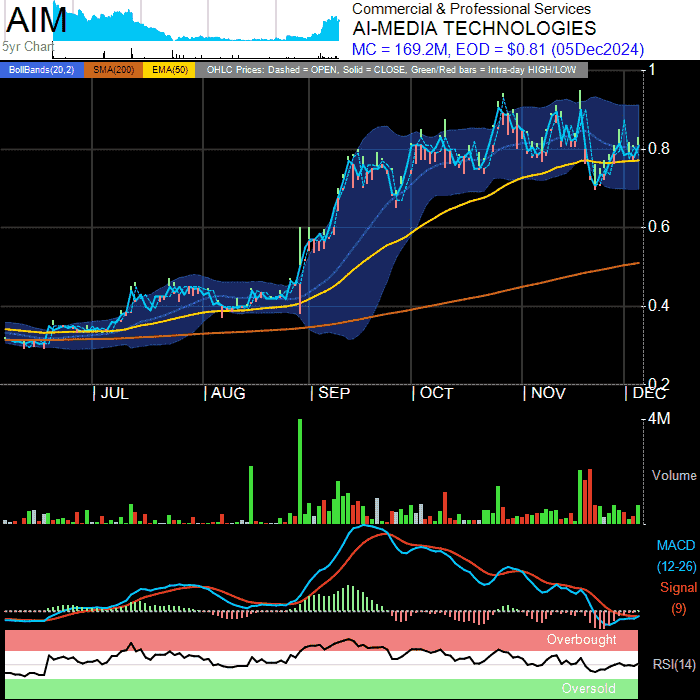 AIM
5yr Chart
Commercial & Professional Services
AI-MEDIA TECHNOLOGIES
MC = 169.2M, EOD = $0.81 (05Dec2024)
BollBands(20,2) SMA(200) EMA(50) OHLC Prices: Dashed = OPEN, Solid = CLOSE, Green/Red bars = Intra-day HIGH/LOW
1
0.8
0.6
0.4
0.2
| JUL | AUG | SEP | OCT | NOV | DEC
4M
Volume
MACD
(12-26)
Signal
(9)
Overbought
RSI(14)
Oversold